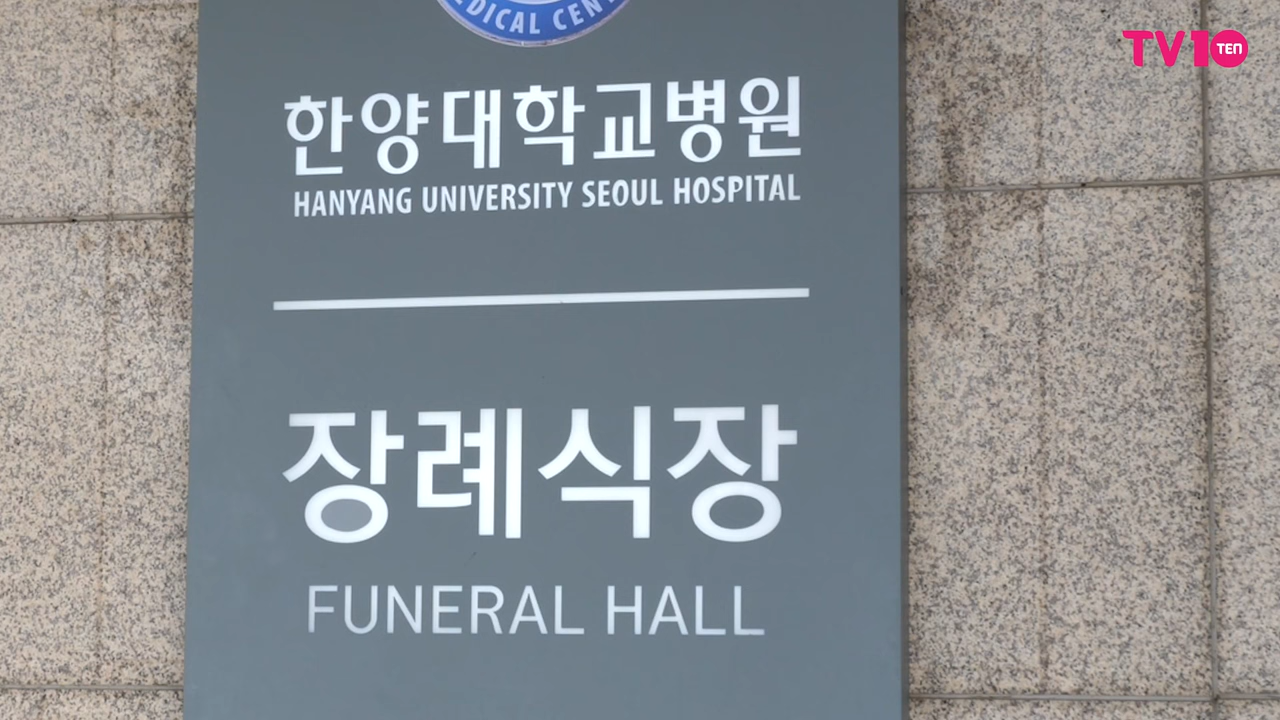 TV10
TEN
EDICAL CEN
한양대학교병원
HANYANG UNIVERSITY SEOUL HOSPITAL
장례식장
FUNERAL HALL